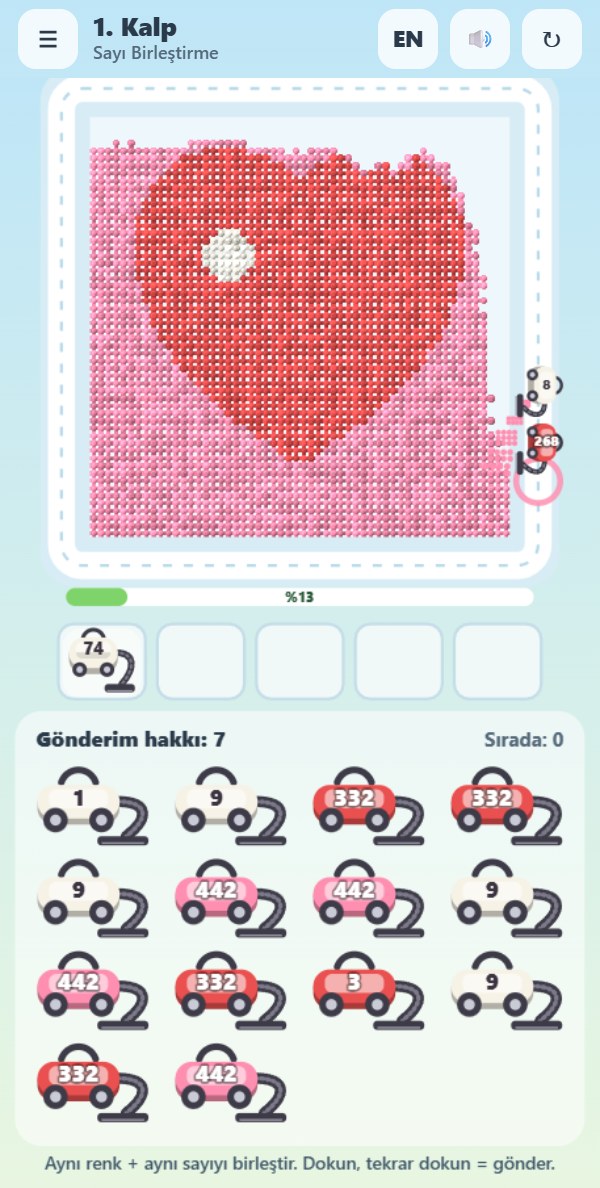 1. Kalp
Sayı Birleştirme
EN
8
268
%13
74
Gönderim hakkı: 7
Sırada: 0
1 9 332 332
9 442 442 9
442 332 3 9
332 442
Aynı renk + aynı sayıyı birleştir. Dokun, tekrar dokun = gönder.